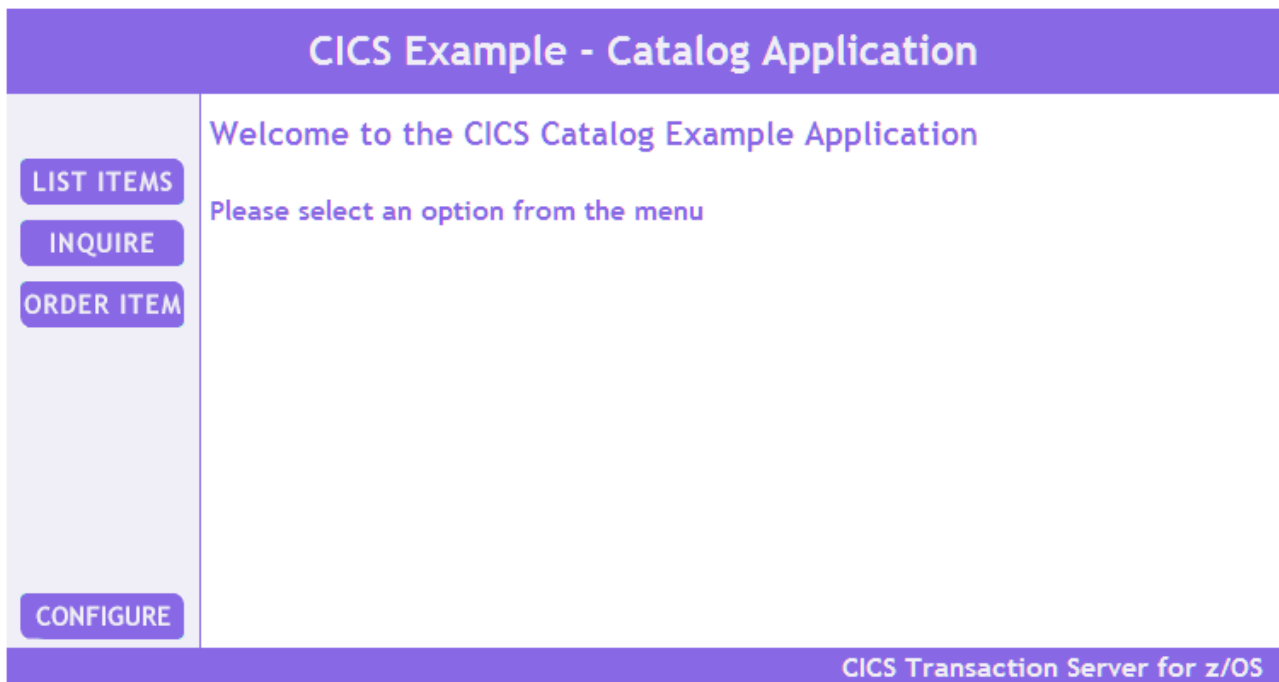 CICS Example - Catalog Application
Welcome to the CICS Catalog Example Application
LIST ITEMS
Please select an option from the menu
INQUIRE
ORDER ITEM
CONFIGURE
CICS Transaction Server for z/OS